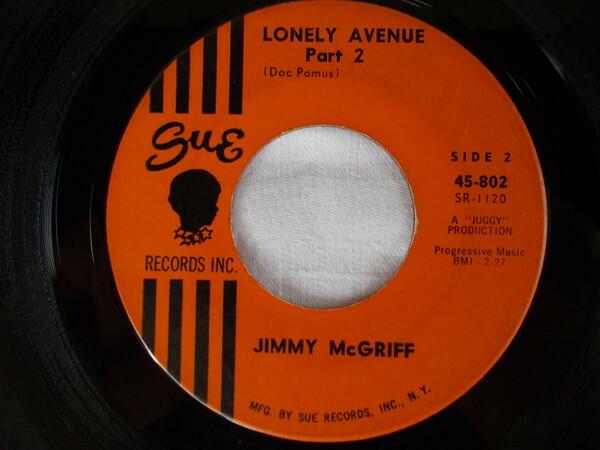 LONELY AVENUE
Part 2
(Doc Pomus)
SuE
RECORDS INC.
SIDE 2
45-802
SR-1120
A "JUGGY"
PRODUCTION
Progressive Music
BMI - 2:27
JIMMY McGRIFF
MFG. BY SUE RECORDS, INC., N. Y.